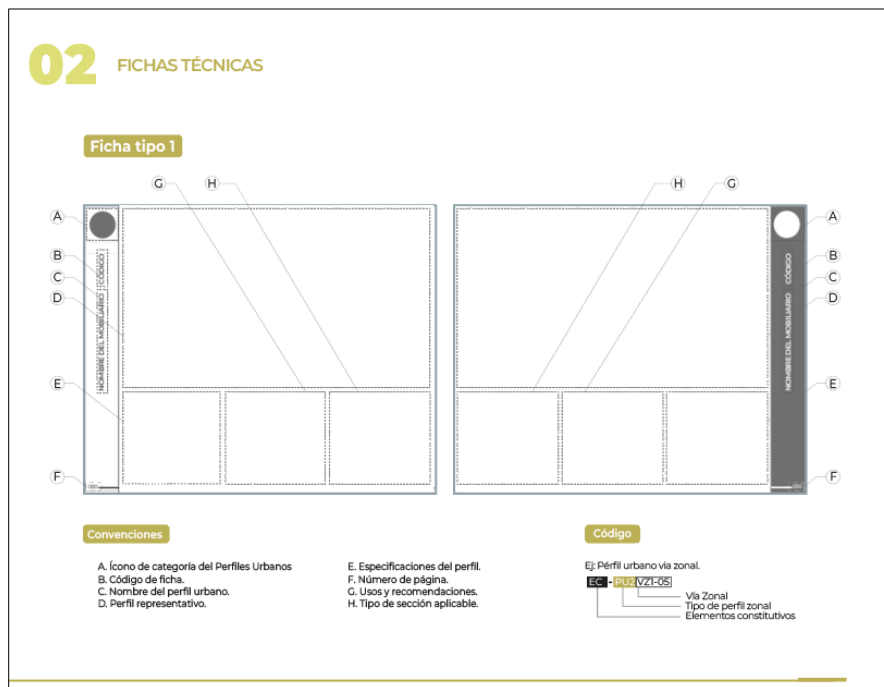 02 FICHAS TÉCNICAS
Ficha tipo 1
G H
H G
A
B
C
D
E
F
CÓDIGO
NOMBRE DEL MOBILIARIO
A
B
C
D
E
F
CÓDIGO
NOMBRE DEL MOBILIARIO
Convenciones
A. Ícono de categoría del Perfiles Urbanos
B. Código de ficha.
C. Nombre del perfil urbano.
D. Perfil representativo.
E. Especificaciones del perfil.
F. Número de página.
G. Usos y recomendaciones.
H. Tipo de sección aplicable.
Código
Ej: Pérfil urbano via zonal.
EC - PU2 VZ1-05
Vía Zonal
Tipo de perfil zonal
Elementos constitutivos